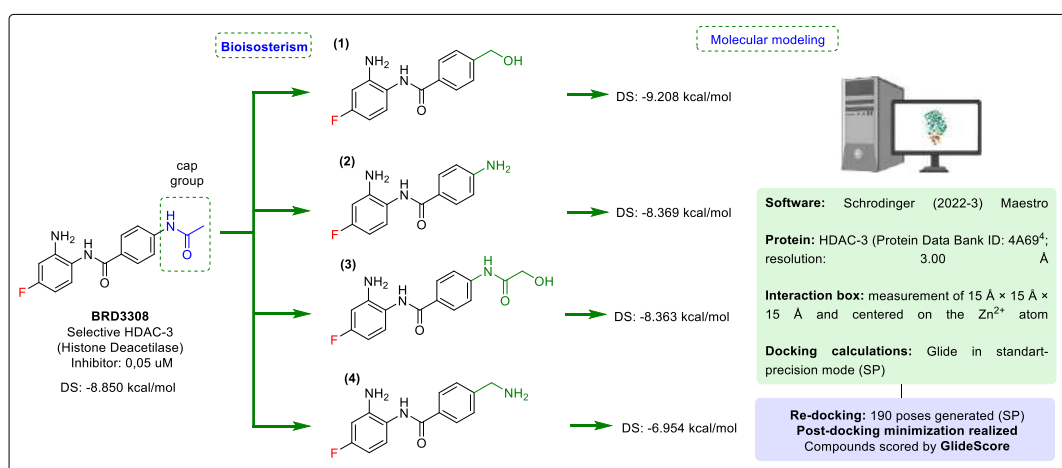 Bioisosterism
Molecular modeling
cap
group
H
N
O
NH2
H
N
O
F
BRD3308
Selective HDAC-3
(Histone Deacetilase)
Inhibitor: 0,05 uM
DS: -8.850 kcal/mol
(1)
NH2
H
N
O
OH
F
DS: -9.208 kcal/mol
(2)
NH2
H
N
O
NH2
F
DS: -8.369 kcal/mol
(3)
NH2
H
N
O
H
N
O
OH
F
DS: -8.363 kcal/mol
(4)
NH2
H
N
O
NH2
F
DS: -6.954 kcal/mol
Software: Schrodinger (2022-3) Maestro
Protein: HDAC-3 (Protein Data Bank ID: 4A69⁴;
resolution: 3.00 Å
Interaction box: measurement of 15 Å × 15 Å ×
15 Å and centered on the Zn²⁺ atom
Docking calculations: Glide in standart-
precision mode (SP)
Re-docking: 190 poses generated (SP)
Post-docking minimization realized
Compounds scored by GlideScore